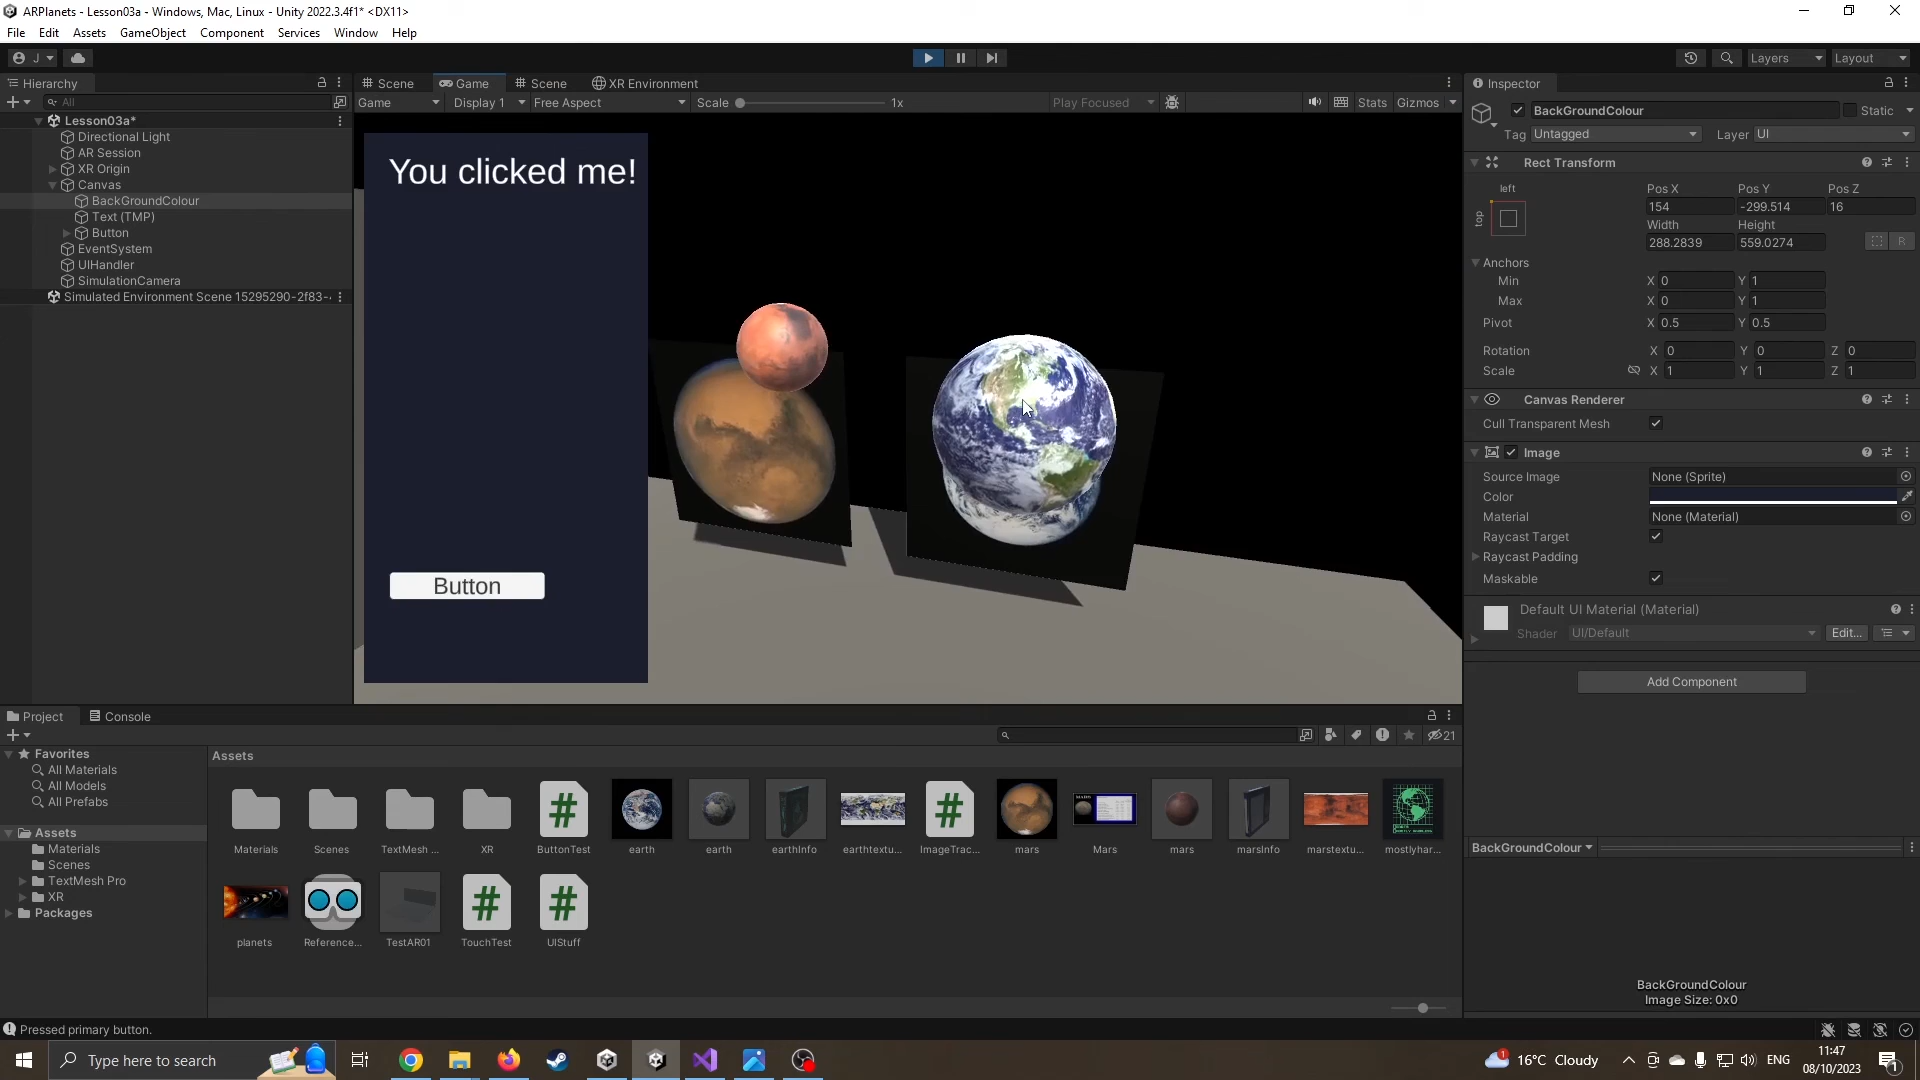 ARPlanets - Lesson03a - Windows, Mac, Linux - Unity 2022.3.4f1* <DX11>
File Edit Assets GameObject Component Services Window Help
J Layers Layout
Hierarchy Scene Game Scene XR Environment Inspector
All Game Display 1 Free Aspect Scale 1x Play Focused Stats Gizmos
BackGroundColour Static
Lesson03a*
Directional Light
AR Session
XR Origin
Canvas
BackGroundColour
Text (TMP)
Button
EventSystem
UIHandler
SimulationCamera
Simulated Environment Scene 15295290-2f83-
You clicked me!
Button
Tag Untagged Layer UI
Rect Transform
left
top
Pos X Pos Y Pos Z
154 -299.514 16
Width Height
288.2839 559.0274
R
Anchors
Min X 0 Y 1
Max X 0 Y 1
Pivot X 0.5 Y 0.5
Rotation X 0 Y 0 Z 0
Scale X 1 Y 1 Z 1
Canvas Renderer
Cull Transparent Mesh
Image
Source Image None (Sprite)
Color
Material None (Material)
Raycast Target
Raycast Padding
Maskable
Default UI Material (Material)
Shader UI/Default Edit...
Add Component
Project Console
21
Favorites
All Materials
All Models
All Prefabs
Assets
Materials
Scenes
TextMesh Pro
XR
Packages
Assets
Materials Scenes TextMesh ... XR ButtonTest earth earth earthInfo earthtextu... ImageTrac... mars Mars mars marsInfo marstextu... mostlyhar...
planets Reference... TestAR01 TouchTest UIStuff
BackGroundColour
BackGroundColour
Image Size: 0x0
Pressed primary button.
Type here to search
1
16°C Cloudy
ENG
11:47
08/10/2023
1